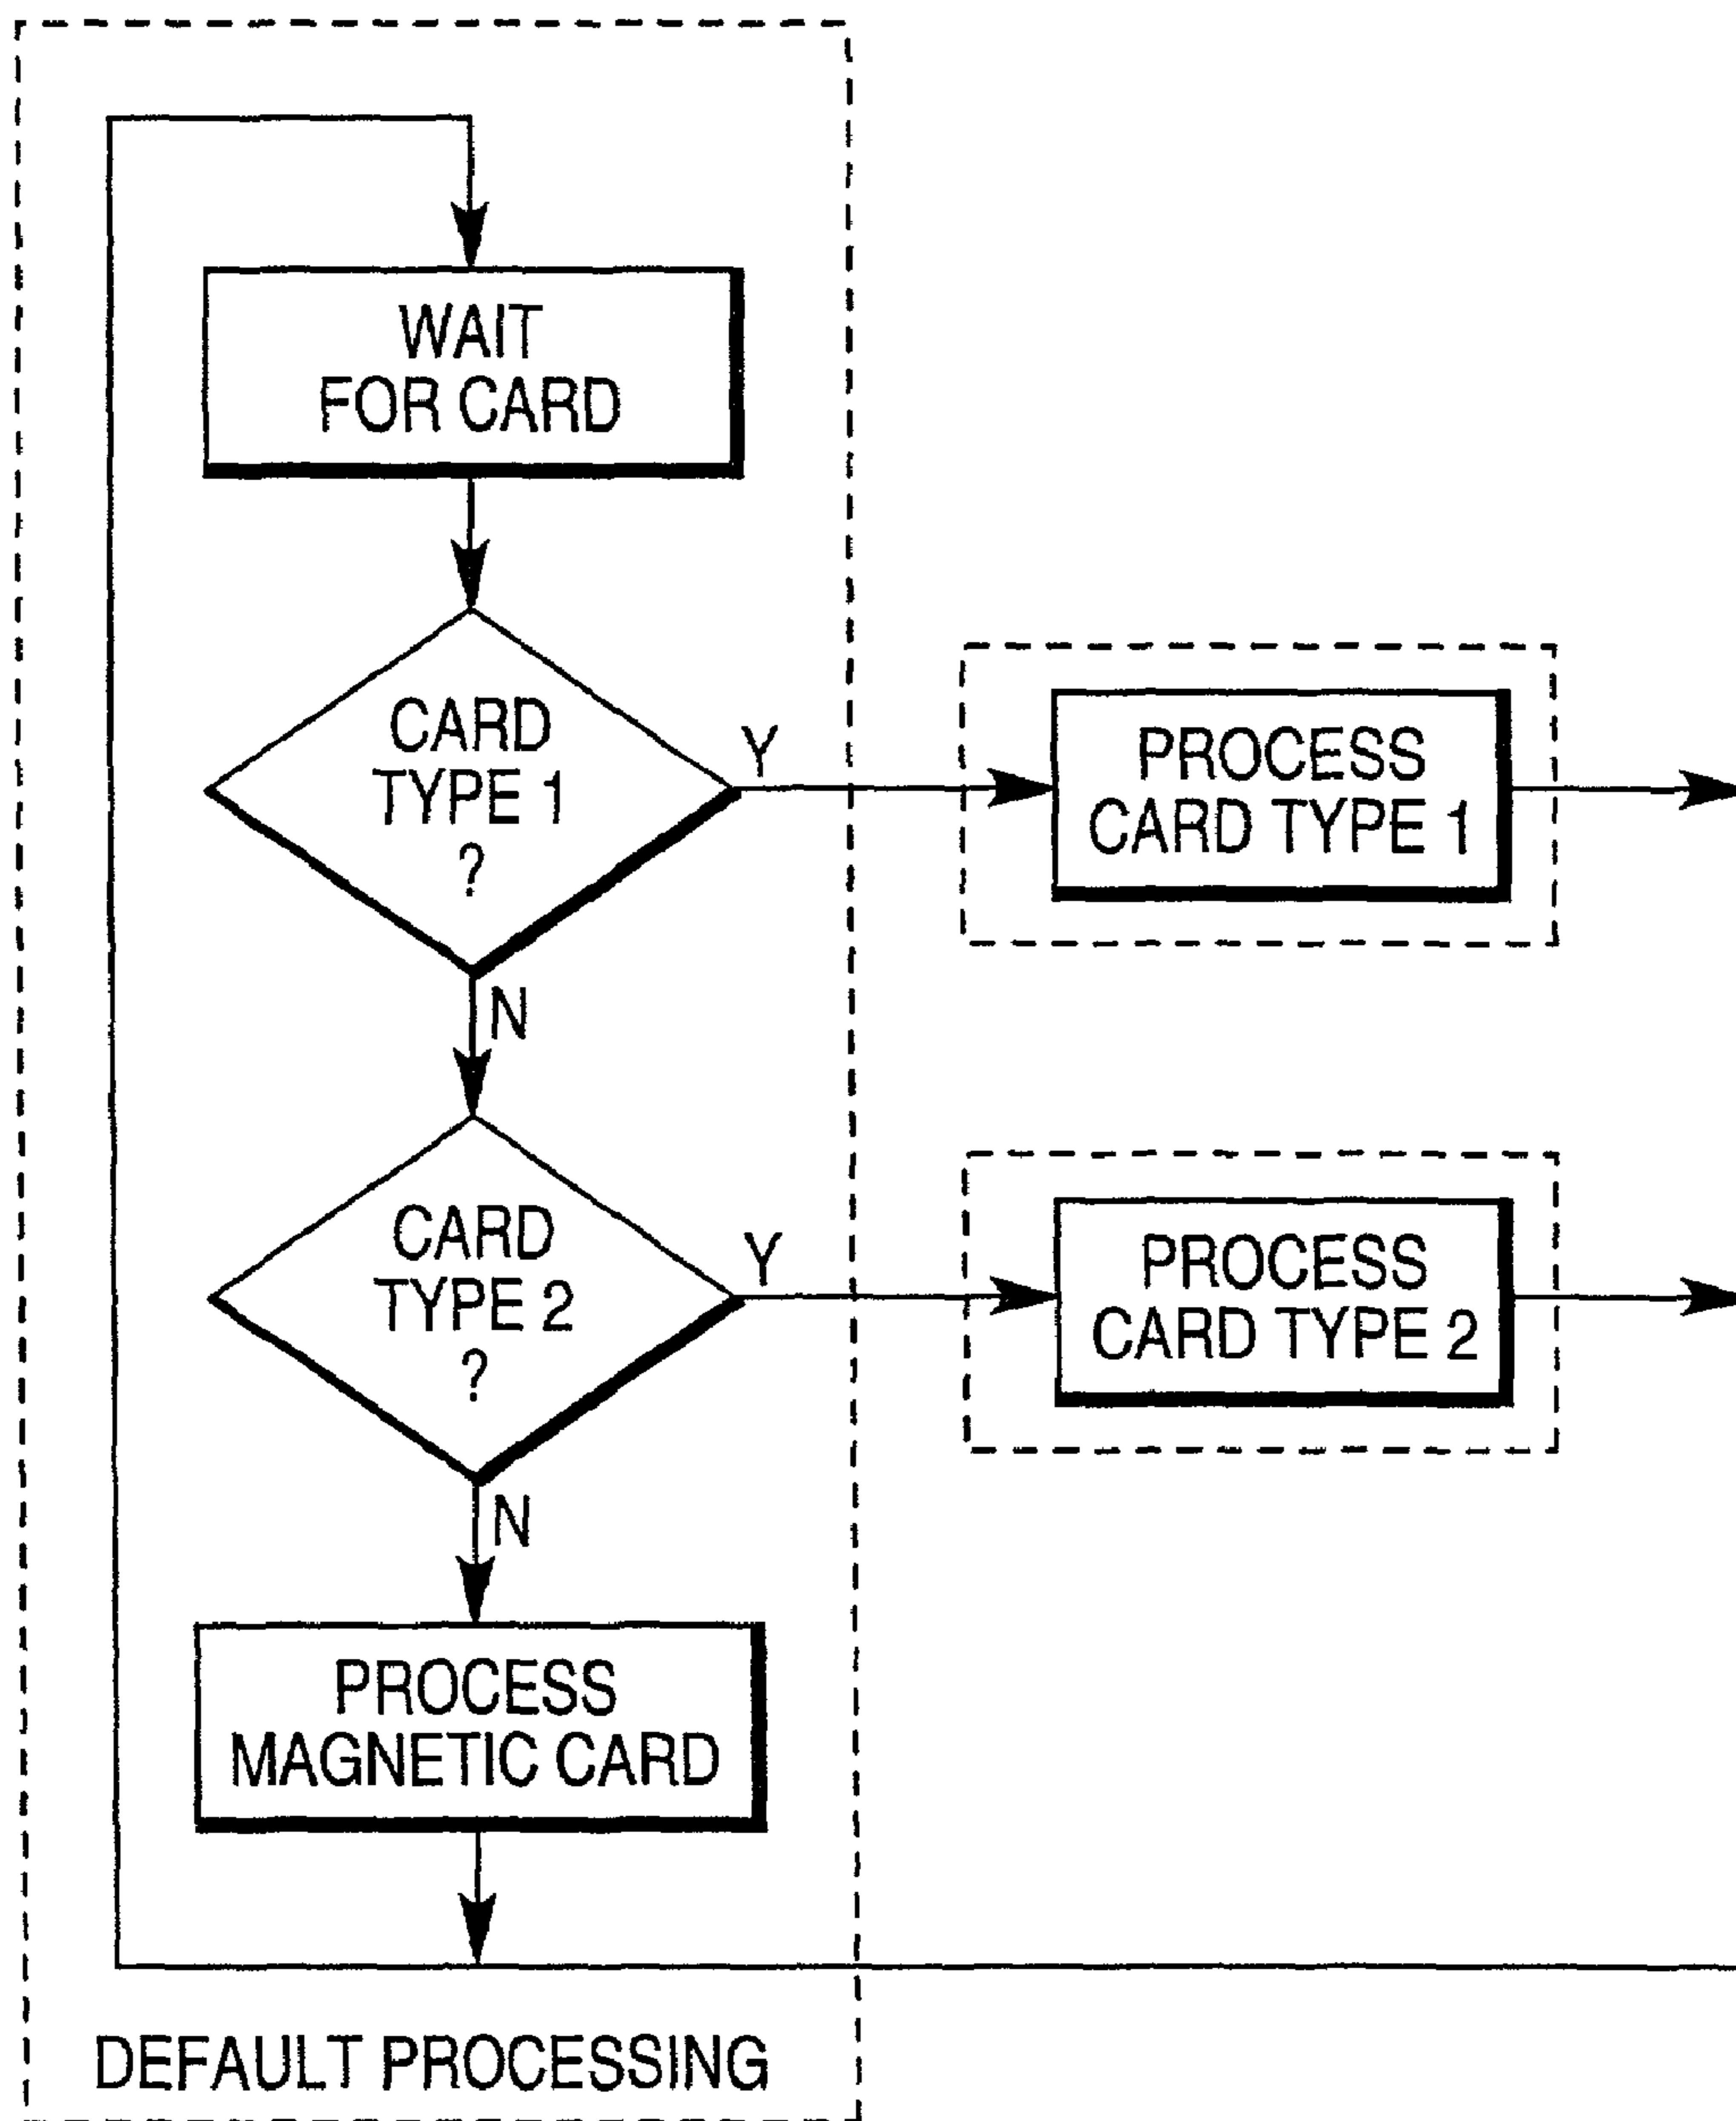 WAIT
FOR CARD
CARD
TYPE 1
?
Y
PROCESS
CARD TYPE 1
N
CARD
TYPE 2
?
Y
PROCESS
CARD TYPE 2
N
PROCESS
MAGNETIC CARD
DEFAULT PROCESSING